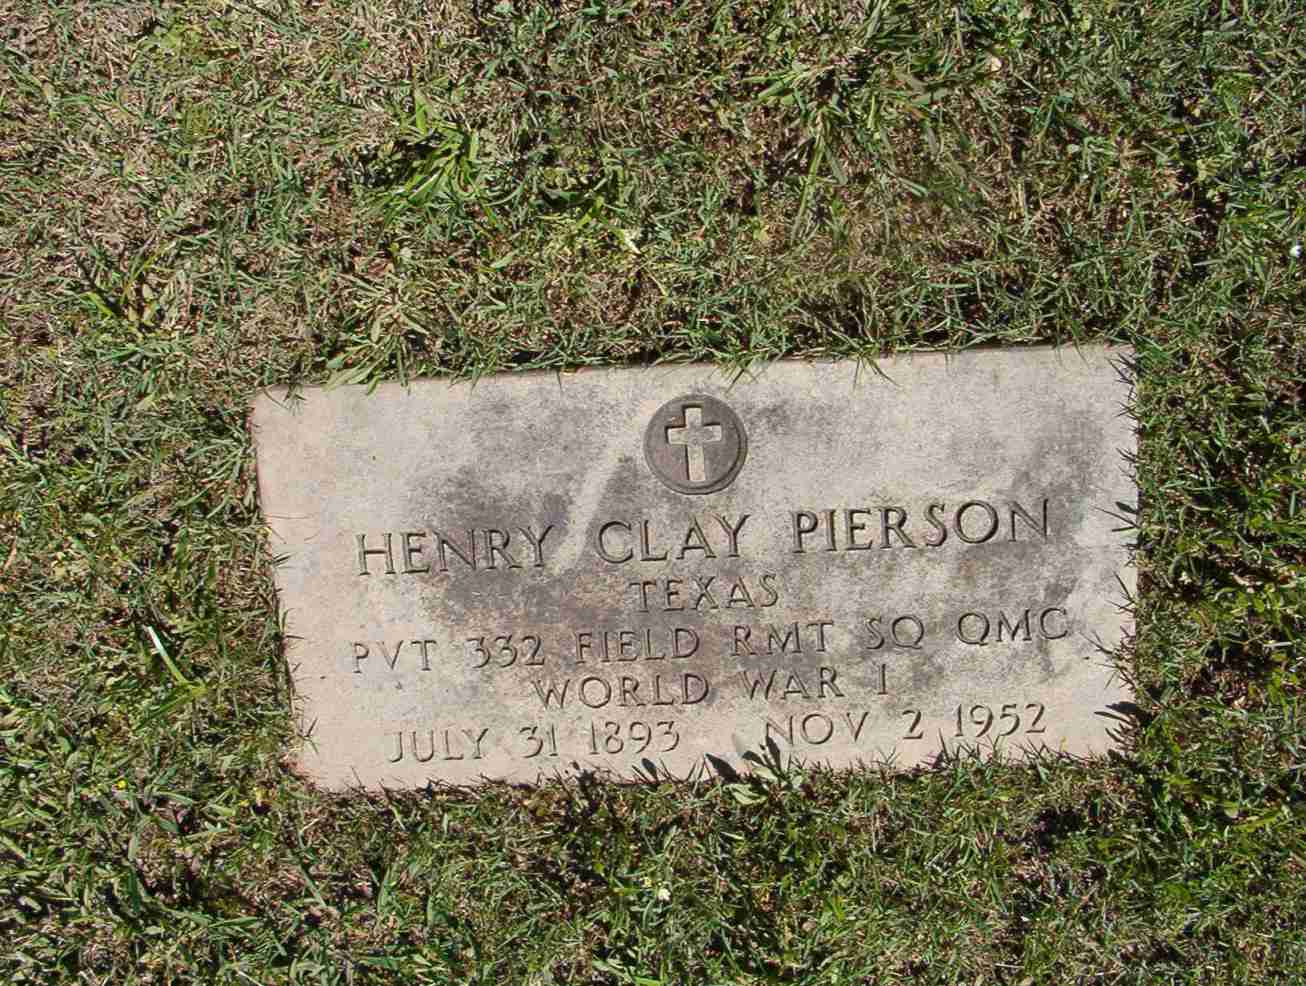 HENRY CLAY PIERSON
TEXAS
PVT 332 FIELD RMT SQ QMC
WORLD WAR I
JULY 31 1893 NOV 2 1952